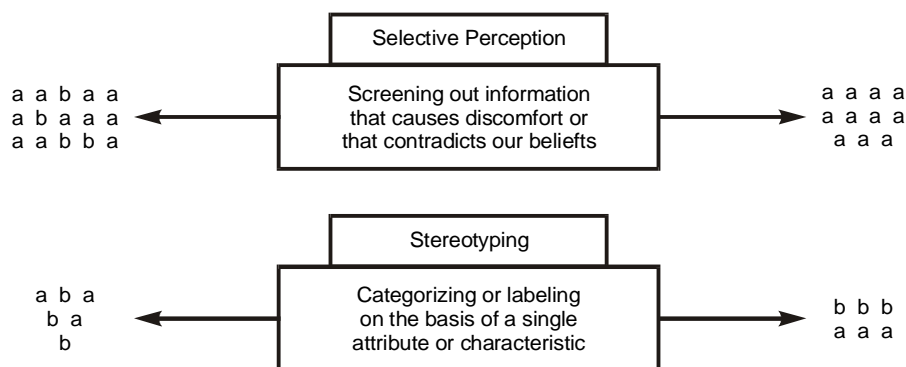 Selective Perception
a a b a a
a b a a a
a a b b a
Screening out information
that causes discomfort or
that contradicts our beliefts
a a a a
a a a a
a a a
Stereotyping
a b a
b a
b
Categorizing or labeling
on the basis of a single
attribute or characteristic
b b b
a a a